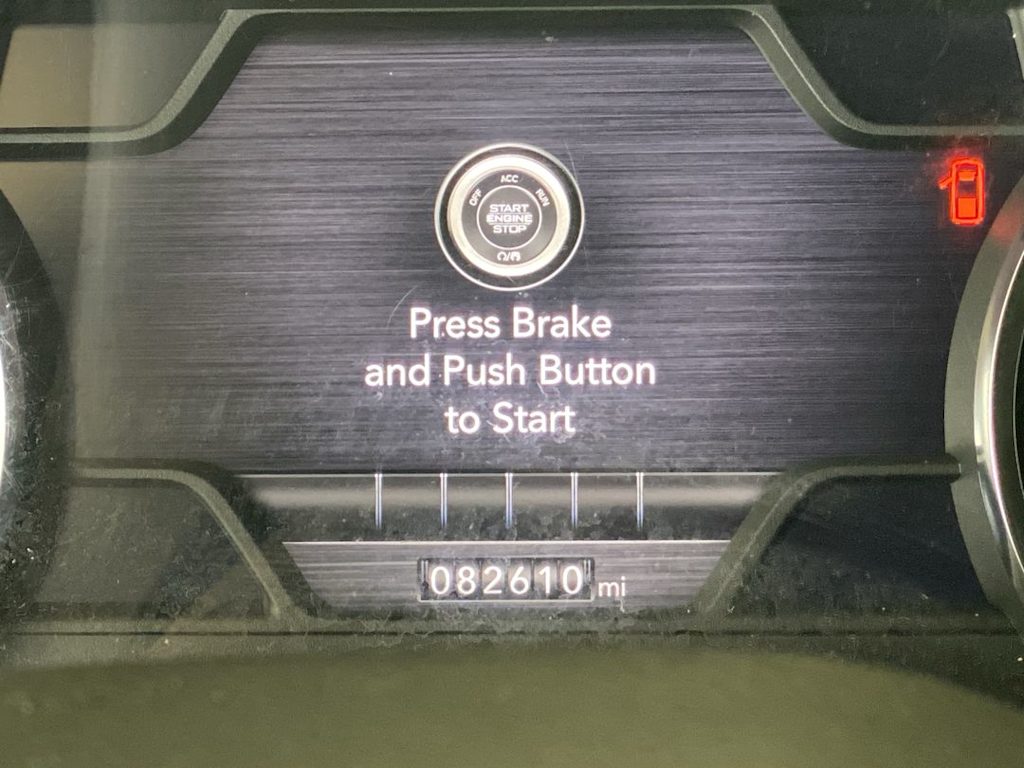 ACC
OFF
RUN
START
ENGINE
STOP
Press Brake
and Push Button
to Start
082610 mi